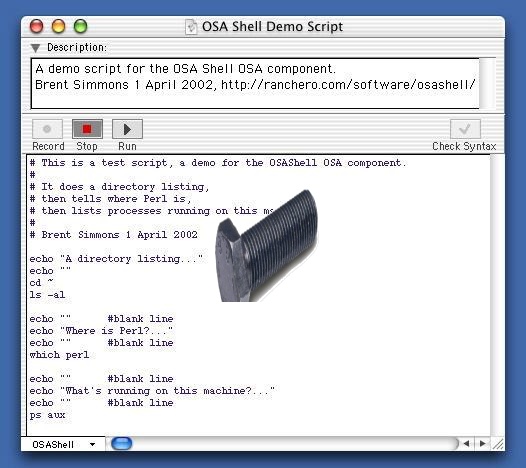 OSA Shell Demo Script
Description:
A demo script for the OSA Shell OSA component.
Brent Simmons 1 April 2002, http://ranchero.com/software/osashell/
Record Stop Run Check Syntax
# This is a test script, a demo for the OSAShell OSA component.
#
# It does a directory listing,
# then tells where Perl is,
# then lists processes running on this
#
# Brent Simmons 1 April 2002
echo "A directory listing..."
echo ""
cd ~
ls -al
echo "" #blank line
echo "Where is Perl?..."
echo "" #blank line
which perl
echo "" #blank line
echo "What's running on this machine?..."
echo "" #blank line
ps aux
OSAShell